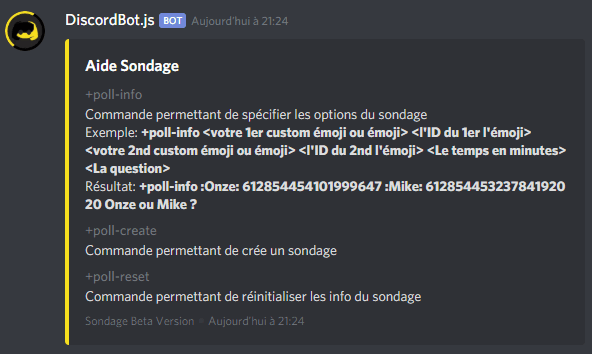 DiscordBot.js BOT Aujourd'hui à 21:24
Aide Sondage
+poll-info
Commande permettant de spécifier les options du sondage
Exemple: +poll-info <votre 1er custom émoji ou émoji> <l'ID du 1er l'émoji>
<votre 2nd custom émoji ou émoji> <l'ID du 2nd l'émoji> <Le temps en minutes>
<La question>
Résultat: +poll-info :Onze: 612854454101999647 :Mike: 612854453237841920
20 Onze ou Mike ?
+poll-create
Commande permettant de crée un sondage
+poll-reset
Commande permettant de réinitialiser les info du sondage
Sondage Beta Version • Aujourd'hui à 21:24